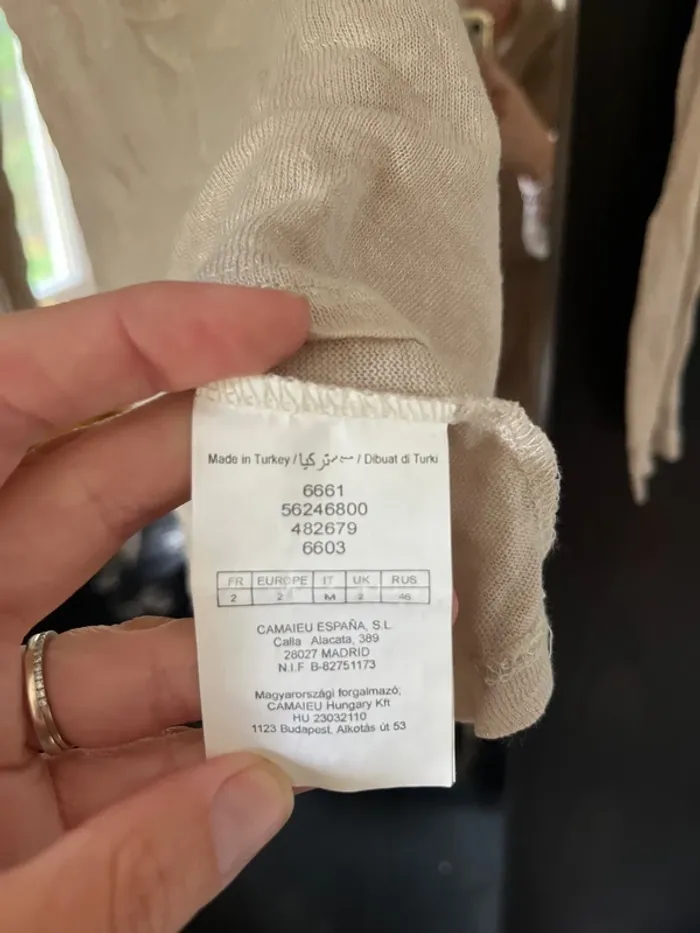 Made in Turkey / تركيا / Dibuat di Turki
6661
56246800
482679
6603
FR EUROPE IT UK RUS
2 2 M 2 46
CAMAIEU ESPAÑA, S.L
Calla Alacata, 389
28027 MADRID
N.I.F B-82751173
Magyarországi forgalmazó;
CAMAIEU Hungary Kft
HU 23032110
1123 Budapest, Alkotás út 53